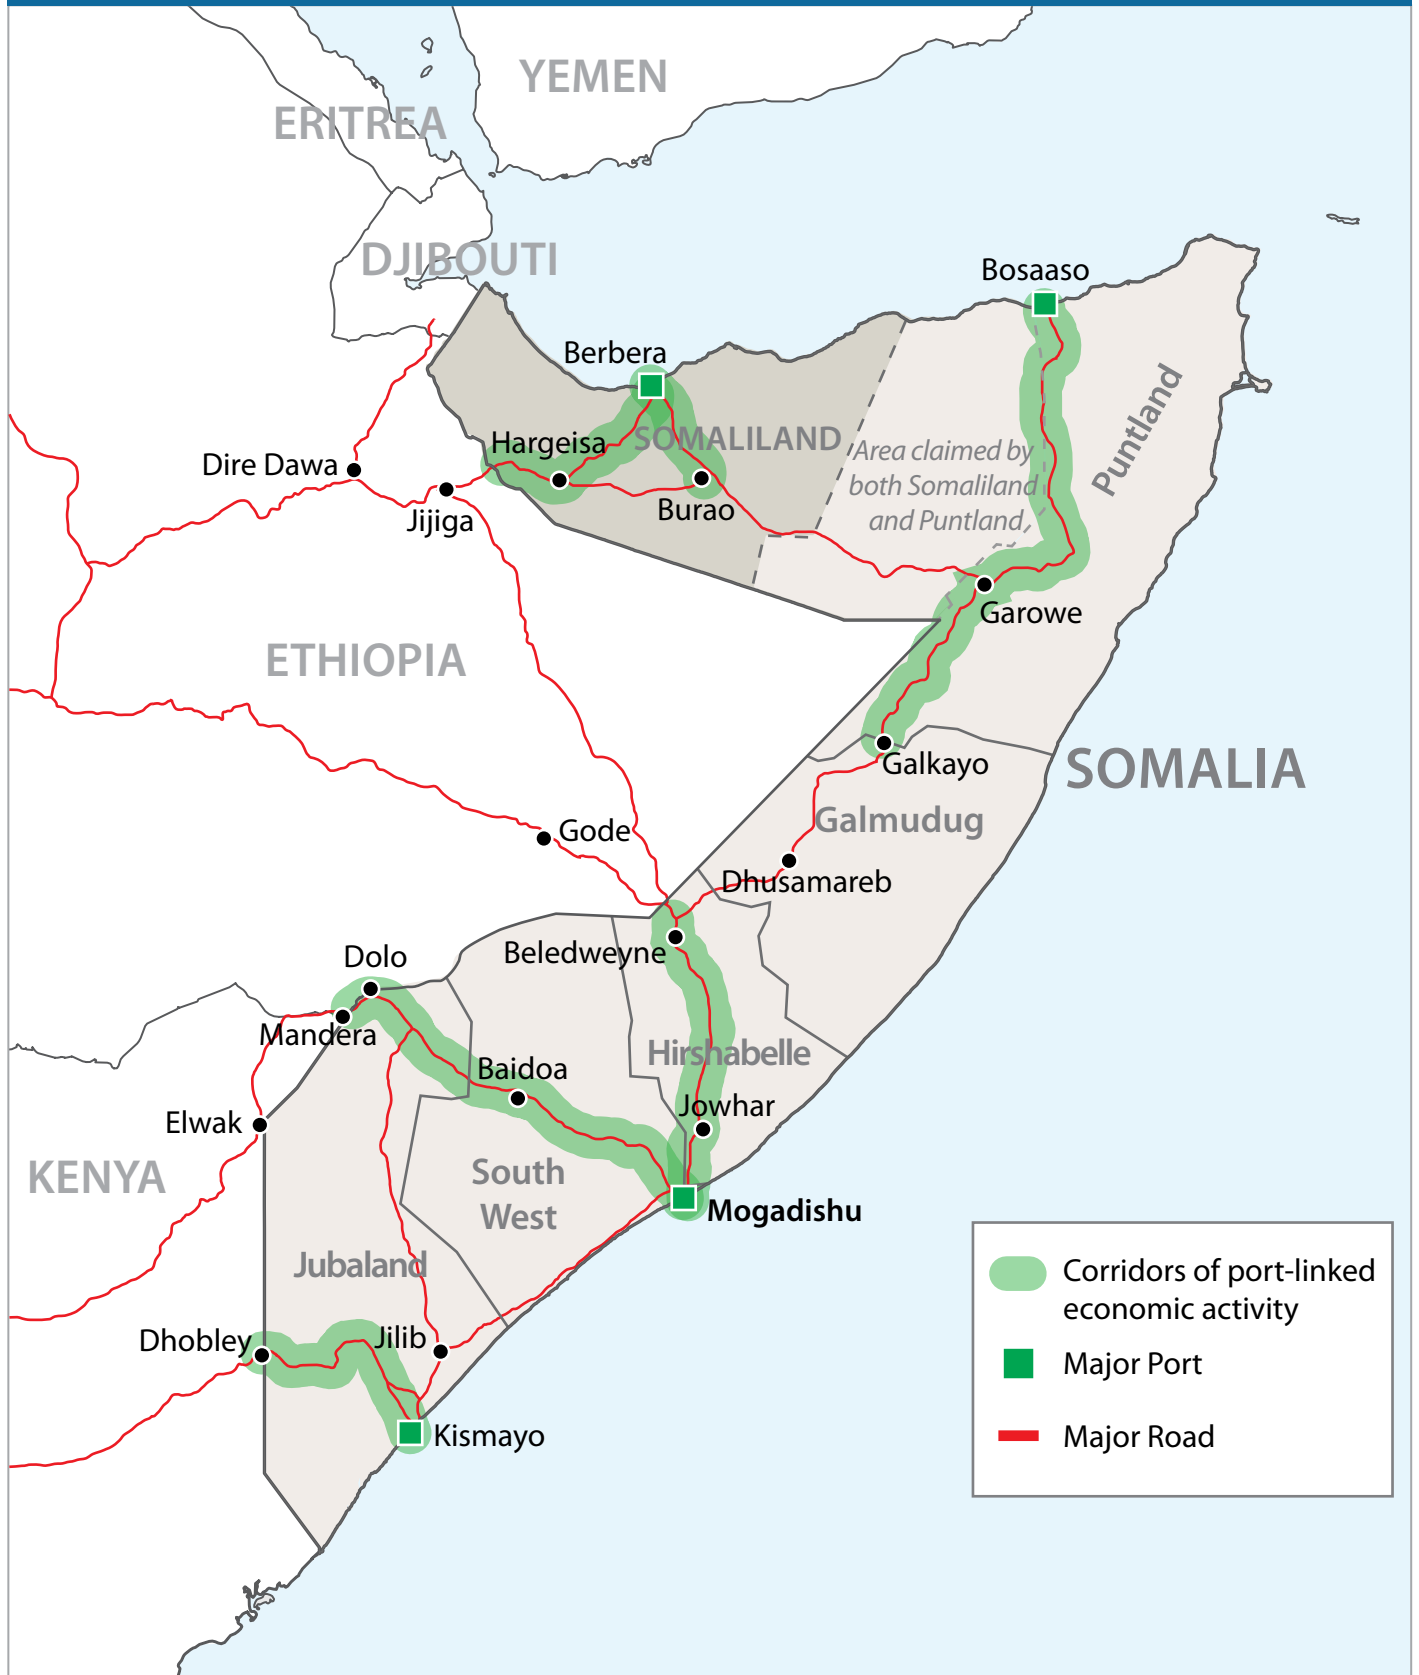 YEMEN
ERITREA
DJIBOUTI
Bosaaso
Berbera
Puntland
Hargeisa
SOMALILAND
Area claimed by
both Somaliland
and Puntland
Dire Dawa
Jijiga
Burao
Garowe
ETHIOPIA
Galkayo
SOMALIA
Galmudug
Gode
Dhusamareb
Beledweyne
Dolo
Mandera
Hirshabelle
Baidoa
Jowhar
Elwak
KENYA
South
West
Mogadishu
Jubaland
Dhobley
Jilib
Kismayo
Corridors of port-linked
economic activity
Major Port
Major Road